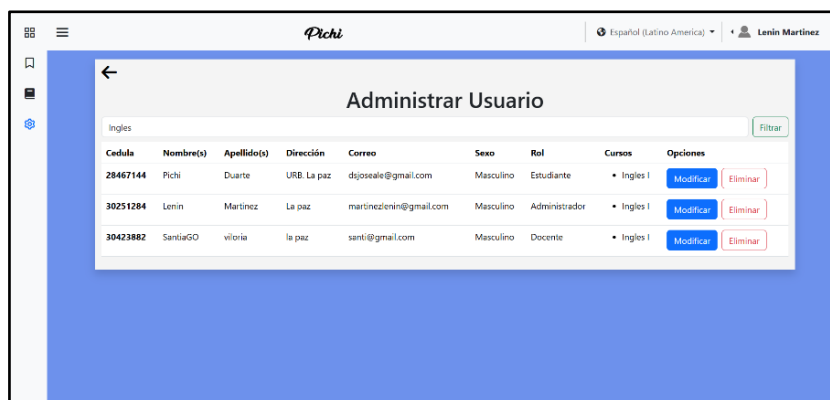 Pichi
Español (Latino America)
Lenin Martinez
Administrar Usuario
Ingles
Filtrar
Cedula Nombre(s) Apellido(s) Dirección Correo Sexo Rol Cursos Opciones
28467144 Pichi Duarte URB. La paz dsjoseale@gmail.com Masculino Estudiante • Ingles I Modificar Eliminar
30251284 Lenin Martinez La paz martinezlenin@gmail.com Masculino Administrador • Ingles I Modificar Eliminar
30423882 SantiaGO viloria la paz santi@gmail.com Masculino Docente • Ingles I Modificar Eliminar